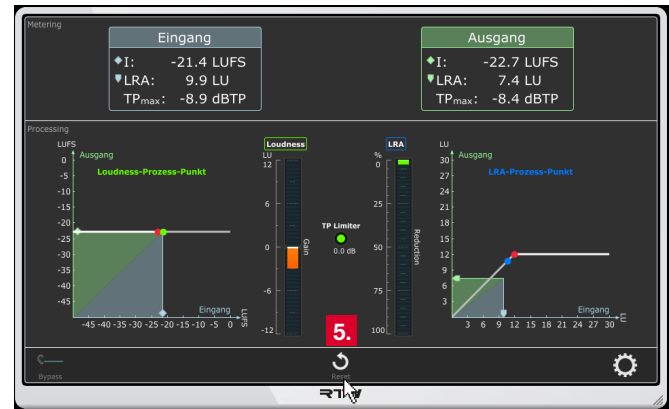 Metering
Eingang
I: -21.4 LUFS
LRA: 9.9 LU
TPmax: -8.9 dBTP
Ausgang
I: -22.7 LUFS
LRA: 7.4 LU
TPmax: -8.4 dBTP
Processing
LUFS
Ausgang
Loudness-Prozess-Punkt
0
-5
-10
-15
-20
-25
-30
-35
-40
-45
Eingang
LUFS
-45 -40 -35 -30 -25 -20 -15 -10 -5 0
Loudness
LU
12
6
0
-6
-12
Gain
TP Limiter
0.0 dB
5.
LRA
%
0
25
50
75
100
Reduction
LU
Ausgang
LRA-Prozess-Punkt
30
27
24
21
18
15
12
9
6
3
Eingang
LU
3 6 9 12 15 18 21 24 27 30
Bypass
Reset
RTW